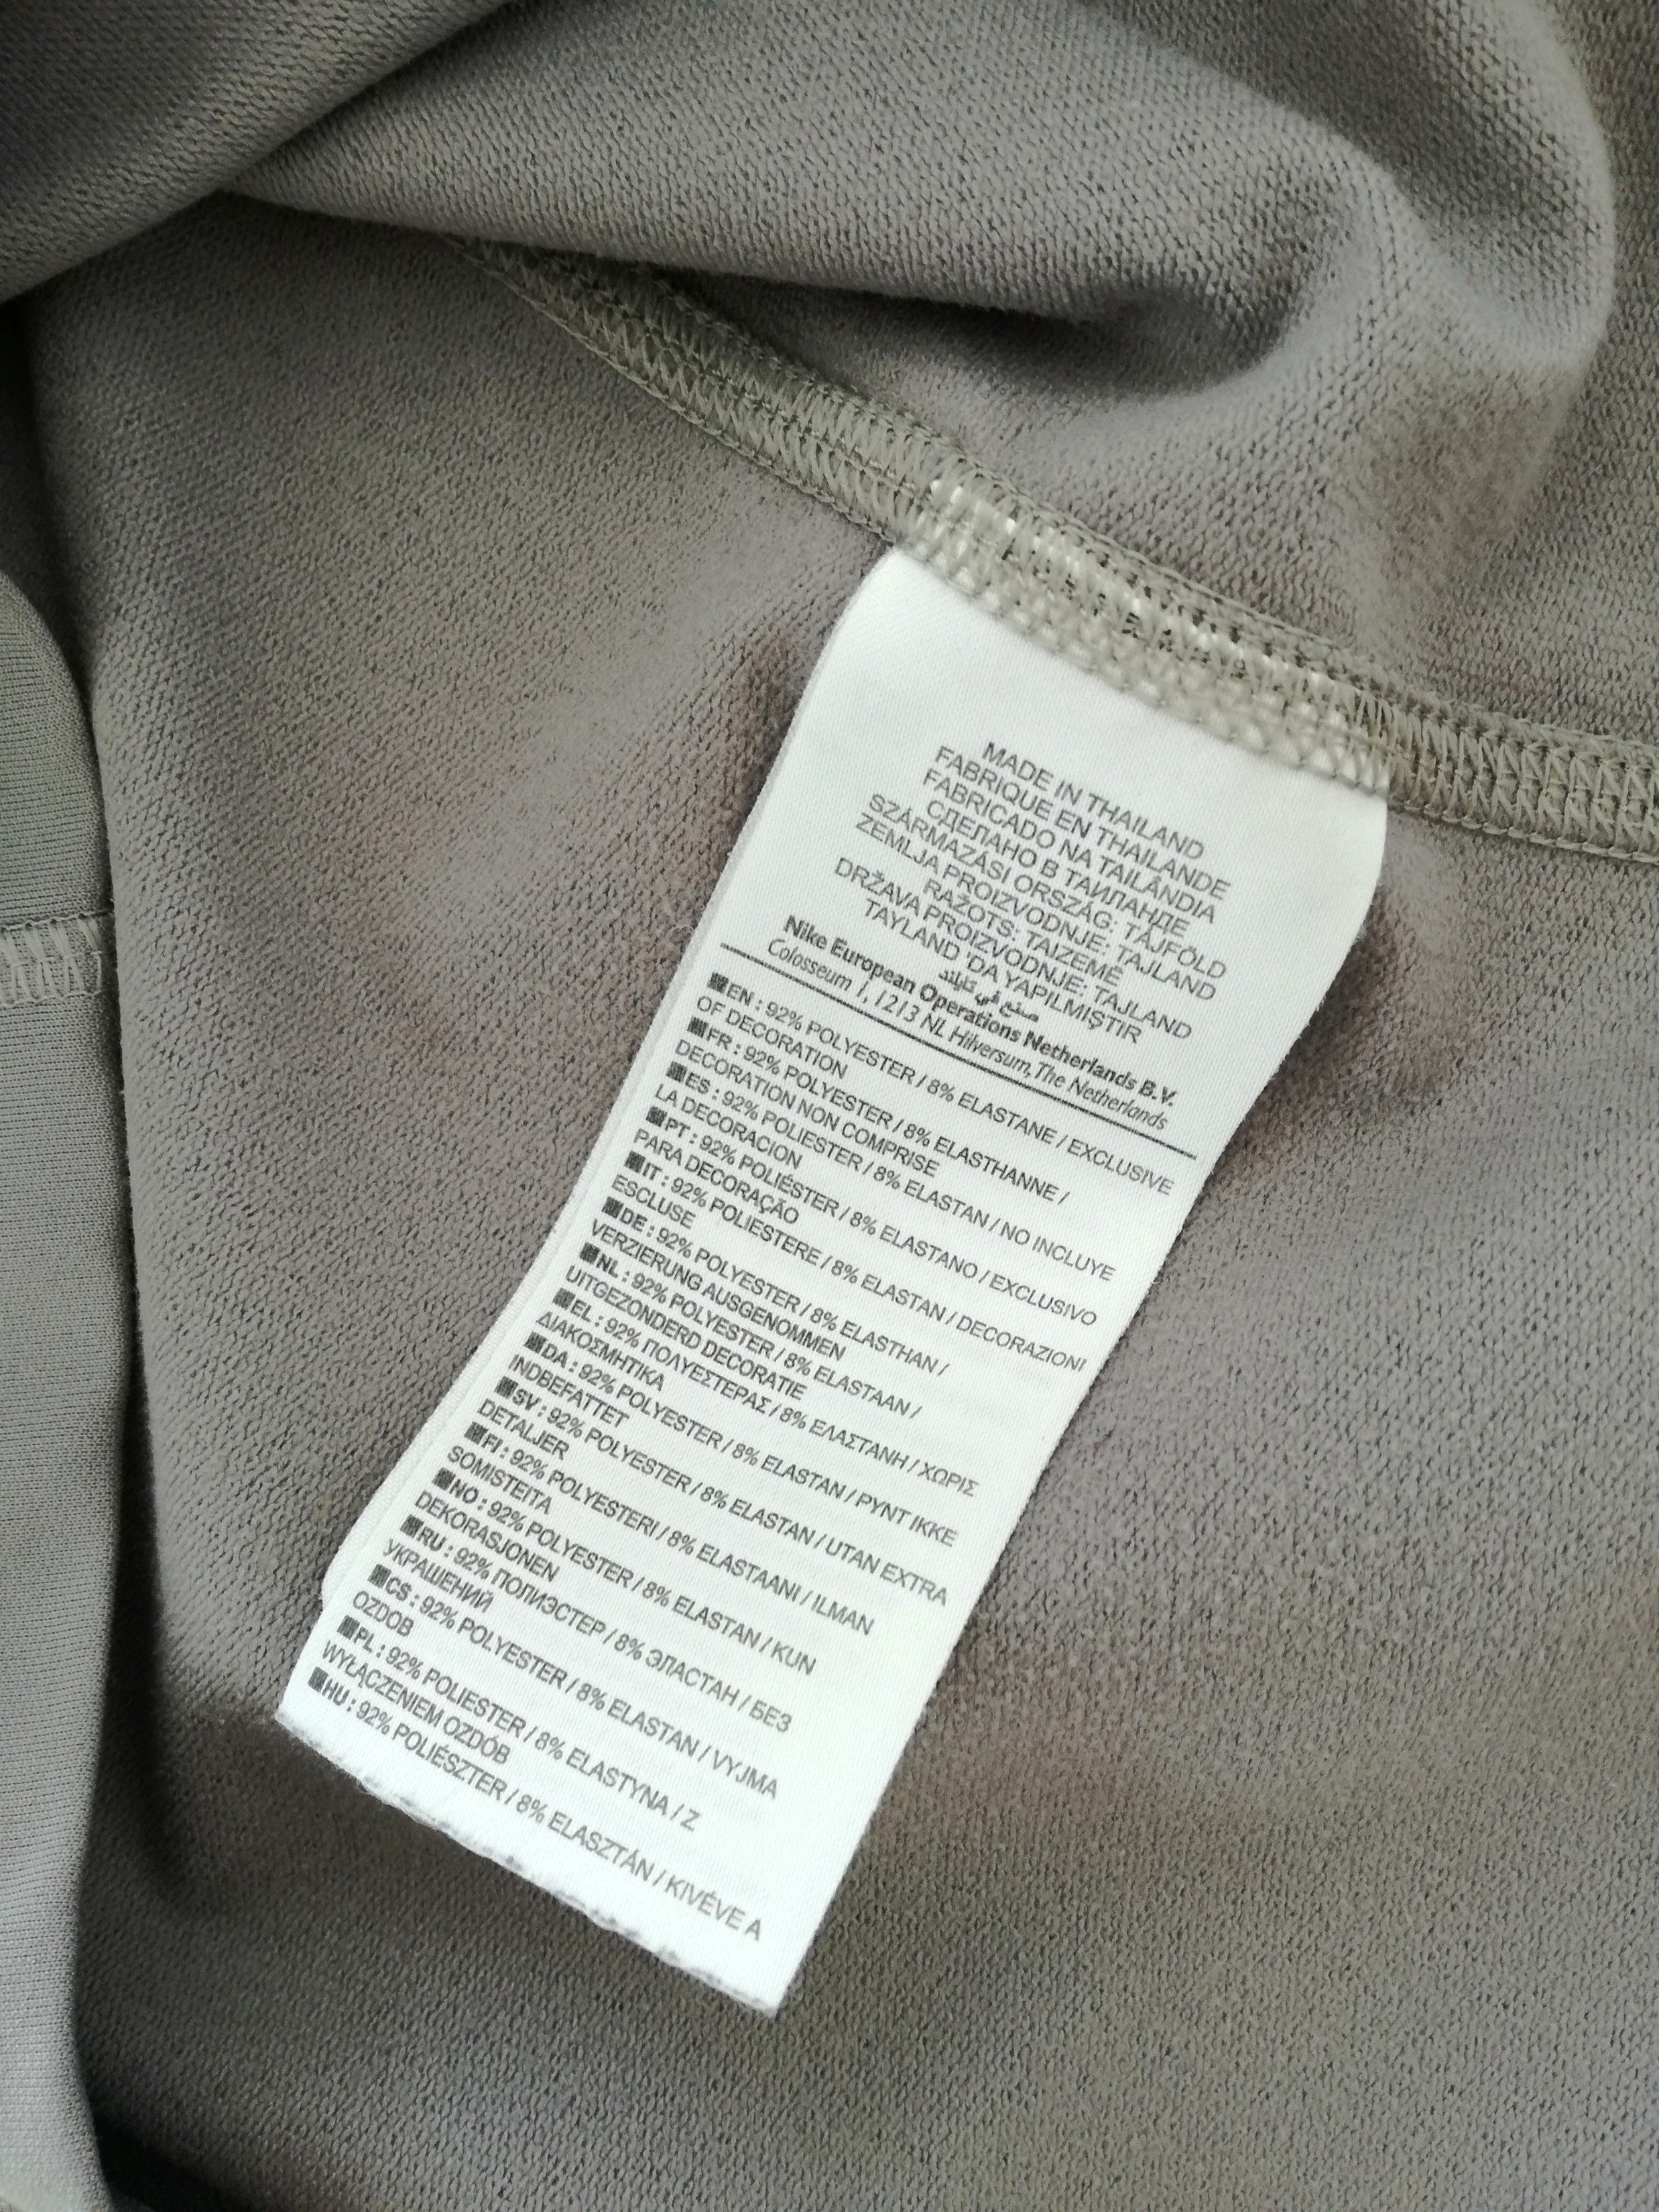 MADE IN THAILAND
FABRIQUE EN THAILANDE
FABRICADO NA TAILÂNDIA
СДЕЛАНО В ТАИЛАНДЕ
SZÁRMAZÁSI ORSZÁG: TÁJFÖLD
ZEMLJA PROIZVODNJE: TAJLAND
RAŽOTS: TAIZEMĒ
DRŽAVA PROIZVODNJE: TAJLAND
TAYLAND 'DA YAPILMIŞTIR
صنع في تايلند
Nike European Operations Netherlands B.V.
Colosseum 1, 1213 NL Hilversum, The Netherlands
EN : 92% POLYESTER / 8% ELASTANE / EXCLUSIVE
OF DECORATION
FR : 92% POLYESTER / 8% ELASTHANNE /
DECORATION NON COMPRISE
ES : 92% POLIESTER / 8% ELASTAN / NO INCLUYE
LA DECORACION
PT : 92% POLIÉSTER / 8% ELASTANO / EXCLUSIVO
PARA DECORAÇÃO
IT : 92% POLIESTERE / 8% ELASTAN / DECORAZIONI
ESCLUSE
DE : 92% POLYESTER / 8% ELASTHAN /
VERZIERUNG AUSGENOMMEN
NL : 92% POLYESTER / 8% ELASTAAN /
UITGEZONDERD DECORATIE
EL : 92% ΠΟΛΥΕΣΤΕΡΑΣ / 8% ΕΛΑΣΤΑΝΗ / ΧΩΡΙΣ
ΔΙΑΚΟΣΜΗΤΙΚΑ
DA : 92% POLYESTER / 8% ELASTAN / PYNT IKKE
INDBEFATTET
SV : 92% POLYESTER / 8% ELASTAN / UTAN EXTRA
DETALJER
FI : 92% POLYESTERI / 8% ELASTAANI / ILMAN
SOMISTEITA
NO : 92% POLYESTER / 8% ELASTAN / KUN
DEKORASJONEN
RU : 92% ПОЛИЭСТЕР / 8% ЭЛАСТАН / БЕЗ
УКРАШЕНИЙ
CS : 92% POLYESTER / 8% ELASTAN / VYJMA
OZDOB
PL : 92% POLIESTER / 8% ELASTYNA / Z
WYŁĄCZENIEM OZDÓB
HU : 92% POLIÉSZTER / 8% ELASZTÁN / KIVÉVE A